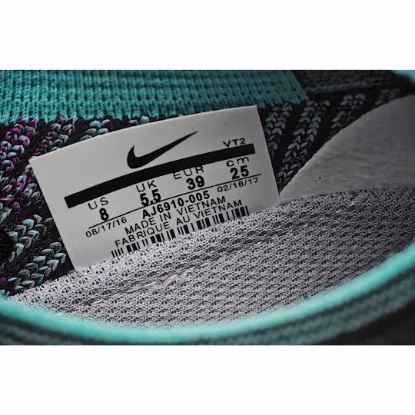 VT2
US UK EUR cm
8 5.5 39 25
08/17/16 AJ6910-005 02/18/17
MADE IN VIETNAM
FABRIQUE AU VIETNAM